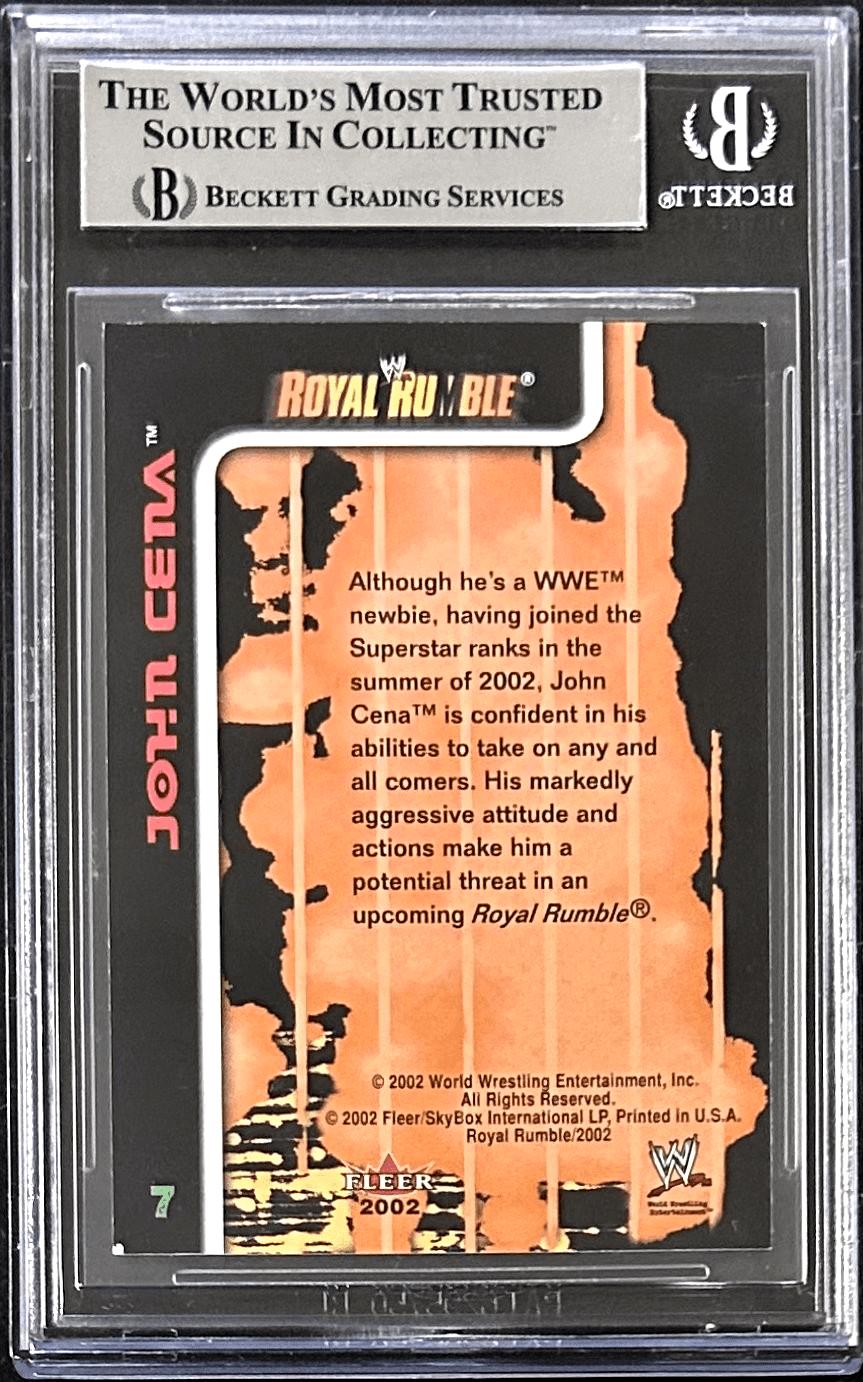 THE WORLD'S MOST TRUSTED
SOURCE IN COLLECTING™
B BECKETT GRADING SERVICES
B
BECKETT®
W
ROYAL RUMBLE®
JOHN CENA™
Although he's a WWE™
newbie, having joined the
Superstar ranks in the
summer of 2002, John
Cena™ is confident in his
abilities to take on any and
all comers. His markedly
aggressive attitude and
actions make him a
potential threat in an
upcoming Royal Rumble®.
© 2002 World Wrestling Entertainment, Inc.
All Rights Reserved.
© 2002 Fleer/SkyBox International LP, Printed in U.S.A.
Royal Rumble/2002
7
FLEER
2002
W
World Wrestling
Entertainment™